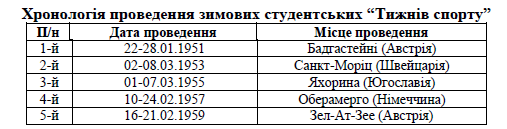 Хронологія проведення зимових студентських “Тижнів спорту”
П/н Дата проведення Місце проведення
1-й 22-28.01.1951 Бадгастейні (Австрія)
2-й 02-08.03.1953 Санкт-Моріц (Швейцарія)
3-й 01-07.03.1955 Яхорина (Югославія)
4-й 10-24.02.1957 Оберамерго (Німеччина)
5-й 16-21.02.1959 Зел-Ат-Зее (Австрія)